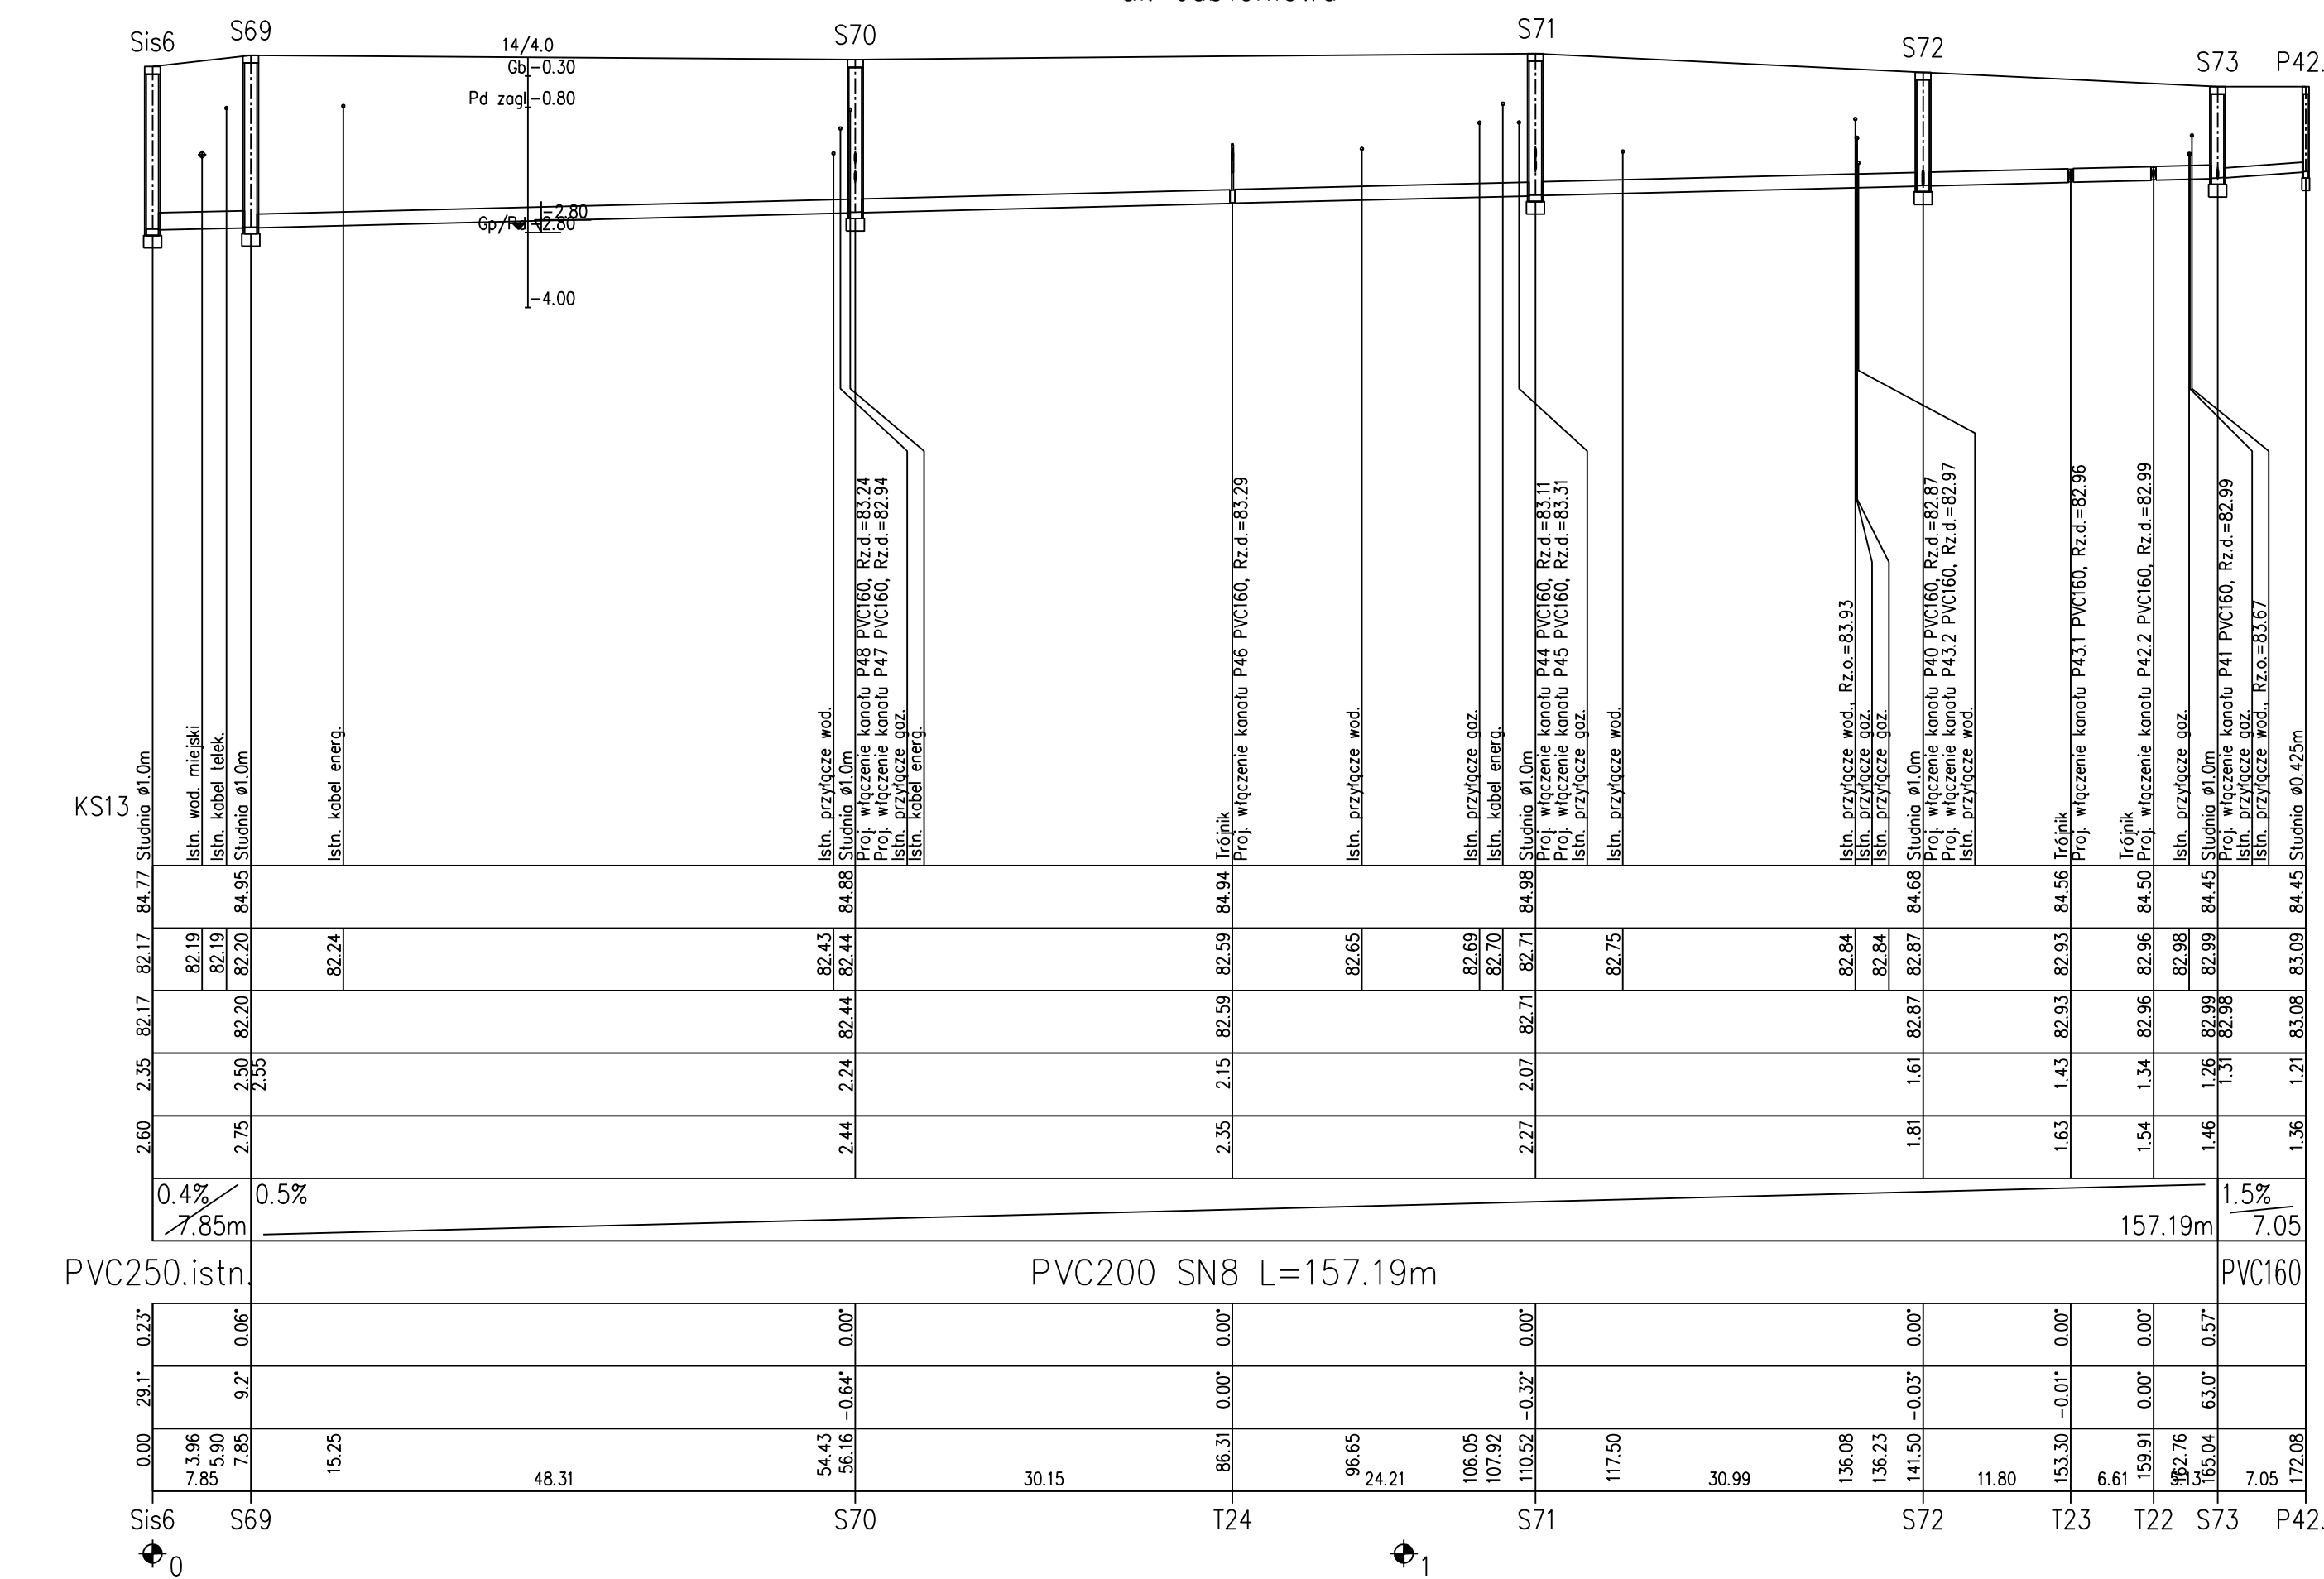 Sis6 S69 S70 S71 S72 S73 P42.
14/4.0
Gb -0.30
Pd zagl -0.80
-2.80
Gp/Pd -2.80
-4.00
KS13
Studnia ø1.0m
Istn. wod. miejski
Istn. kabel telek.
Studnia ø1.0m
Istn. kabel energ.
Istn. przyłącze wod.
Studnia ø1.0m
Proj. włączenie kanału P48 PVC160, Rz.d.=83.24
Proj. włączenie kanału P47 PVC160, Rz.d.=82.94
Istn. przyłącze gaz.
Istn. kabel energ.
Trójnik
Proj. włączenie kanału P46 PVC160, Rz.d.=83.29
Istn. przyłącze wod.
Istn. przyłącze gaz.
Istn. kabel energ.
Studnia ø1.0m
Proj. włączenie kanału P44 PVC160, Rz.d.=83.11
Proj. włączenie kanału P45 PVC160, Rz.d.=83.31
Istn. przyłącze gaz.
Istn. przyłącze wod.
Istn. przyłącze wod., Rz.o.=83.93
Istn. przyłącze gaz.
Istn. przyłącze gaz.
Studnia ø1.0m
Proj. włączenie kanału P40 PVC160, Rz.d.=82.87
Proj. włączenie kanału P43.2 PVC160, Rz.d.=82.97
Istn. przyłącze wod.
Trójnik
Proj. włączenie kanału P43.1 PVC160, Rz.d.=82.96
Trójnik
Proj. włączenie kanału P42.2 PVC160, Rz.d.=82.99
Istn. przyłącze gaz.
Studnia ø1.0m
Proj. włączenie kanału P41 PVC160, Rz.d.=82.99
Istn. przyłącze gaz.
Istn. przyłącze wod., Rz.o.=83.67
Studnia ø0.425m
84.77 84.95 84.88 84.94 84.98 84.68 84.56 84.50 84.45 84.45
82.17 82.19 82.19 82.20 82.24 82.43 82.44 82.59 82.65 82.69 82.70 82.71 82.75 82.84 82.84 82.87 82.93 82.96 82.98 82.99 83.09
82.17 82.20 82.44 82.59 82.71 82.87 82.93 82.96 82.99 82.98 83.08
2.35 2.50 2.55 2.24 2.15 2.07 1.61 1.43 1.34 1.26 1.31 1.21
2.60 2.75 2.44 2.35 2.27 1.81 1.63 1.54 1.46 1.36
0.4% 0.5% 1.5%
7.85m 157.19m 7.05
PVC250.istn. PVC200 SN8 L=157.19m PVC160
0.23° 0.06° 0.00° 0.00° 0.00° 0.00° 0.00° 0.00° 0.57°
29.1° 9.2° -0.64° 0.00° -0.32° -0.03° -0.01° 0.00° 63.0°
0.00 3.96 5.90 7.85 15.25 54.43 56.16 86.31 96.65 106.05 107.92 110.52 117.50 136.08 136.23 141.50 153.30 159.91 162.76 165.04 172.08
7.85 48.31 30.15 24.21 30.99 11.80 6.61 5.13 7.05
Sis6 S69 S70 T24 S71 S72 T23 T22 S73 P42.
0 1